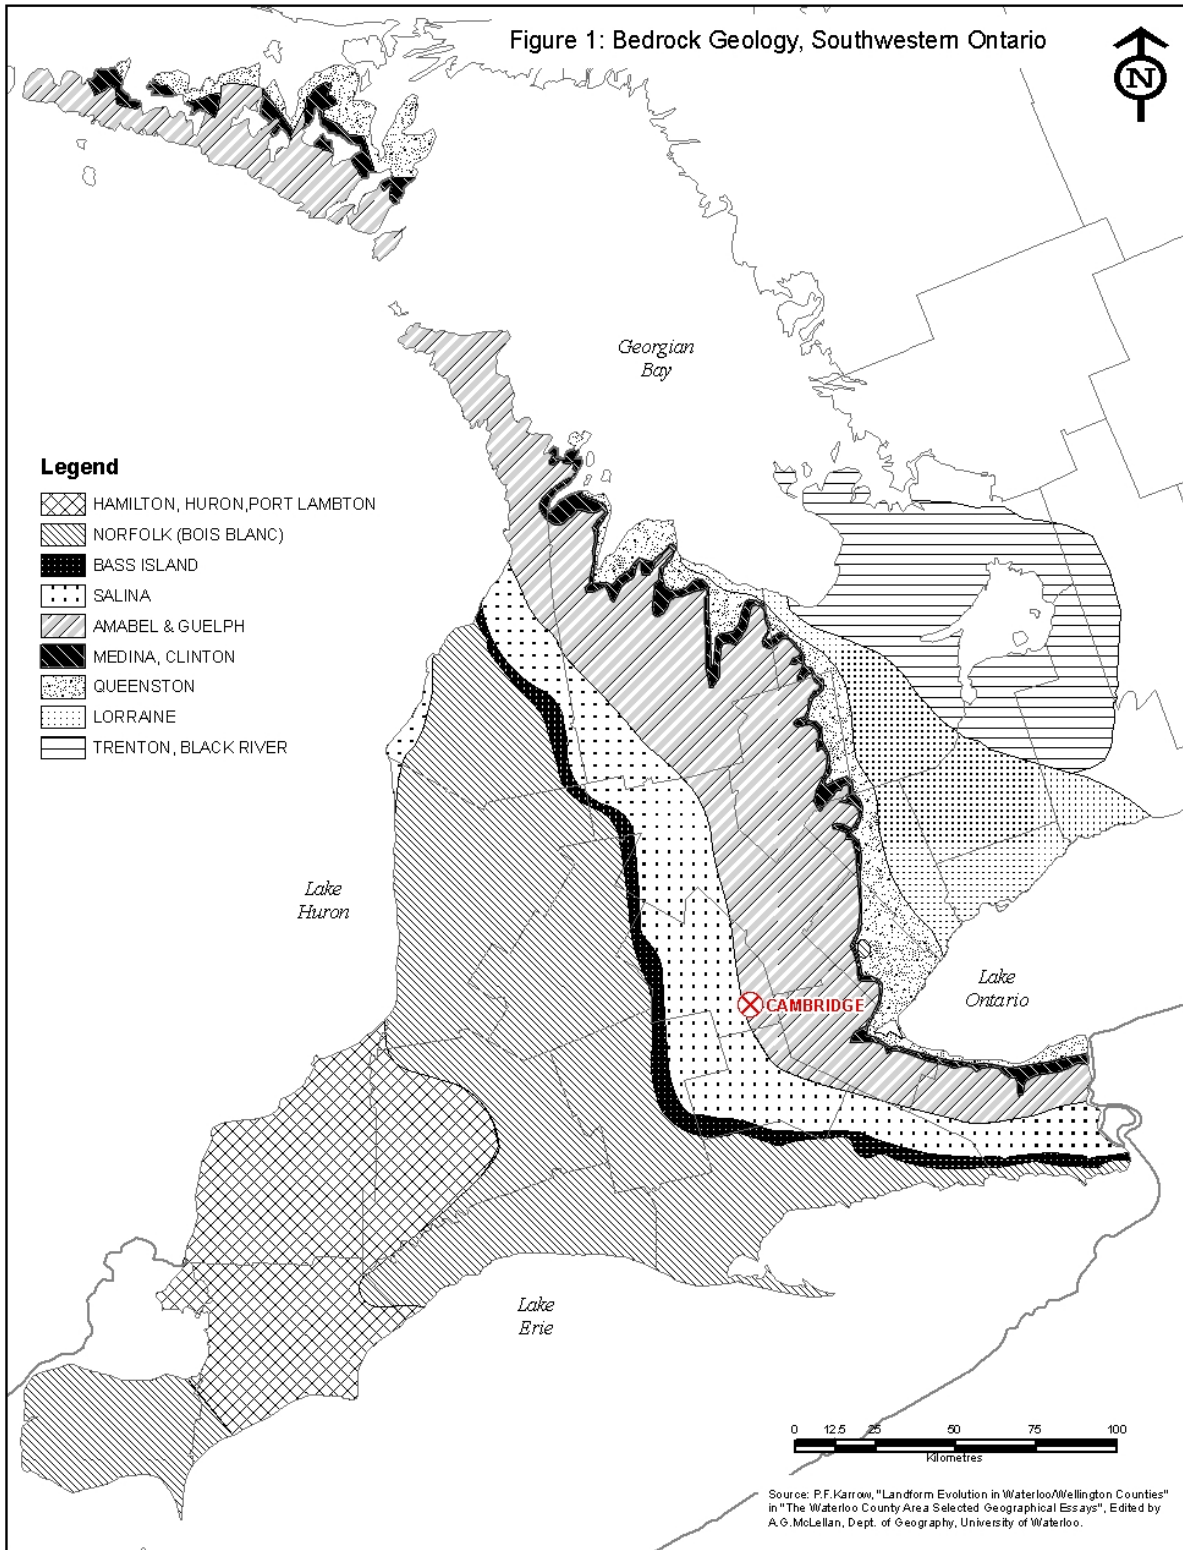 Figure 1: Bedrock Geology, Southwestern Ontario
N
Georgian
Bay
Legend
HAMILTON, HURON,PORT LAMBTON
NORFOLK (BOIS BLANC)
BASS ISLAND
SALINA
AMABEL & GUELPH
MEDINA, CLINTON
QUEENSTON
LORRAINE
TRENTON, BLACK RIVER
Lake
Huron
Lake
Ontario
CAMBRIDGE
Lake
Erie
0 12.5 25 50 75 100
Kilometres
Source: P.F.Karrow, "Landform Evolution in Waterloo/Wellington Counties"
in "The Waterloo County Area Selected Geographical Essays", Edited by
A.G.McLellan, Dept. of Geography, University of Waterloo.